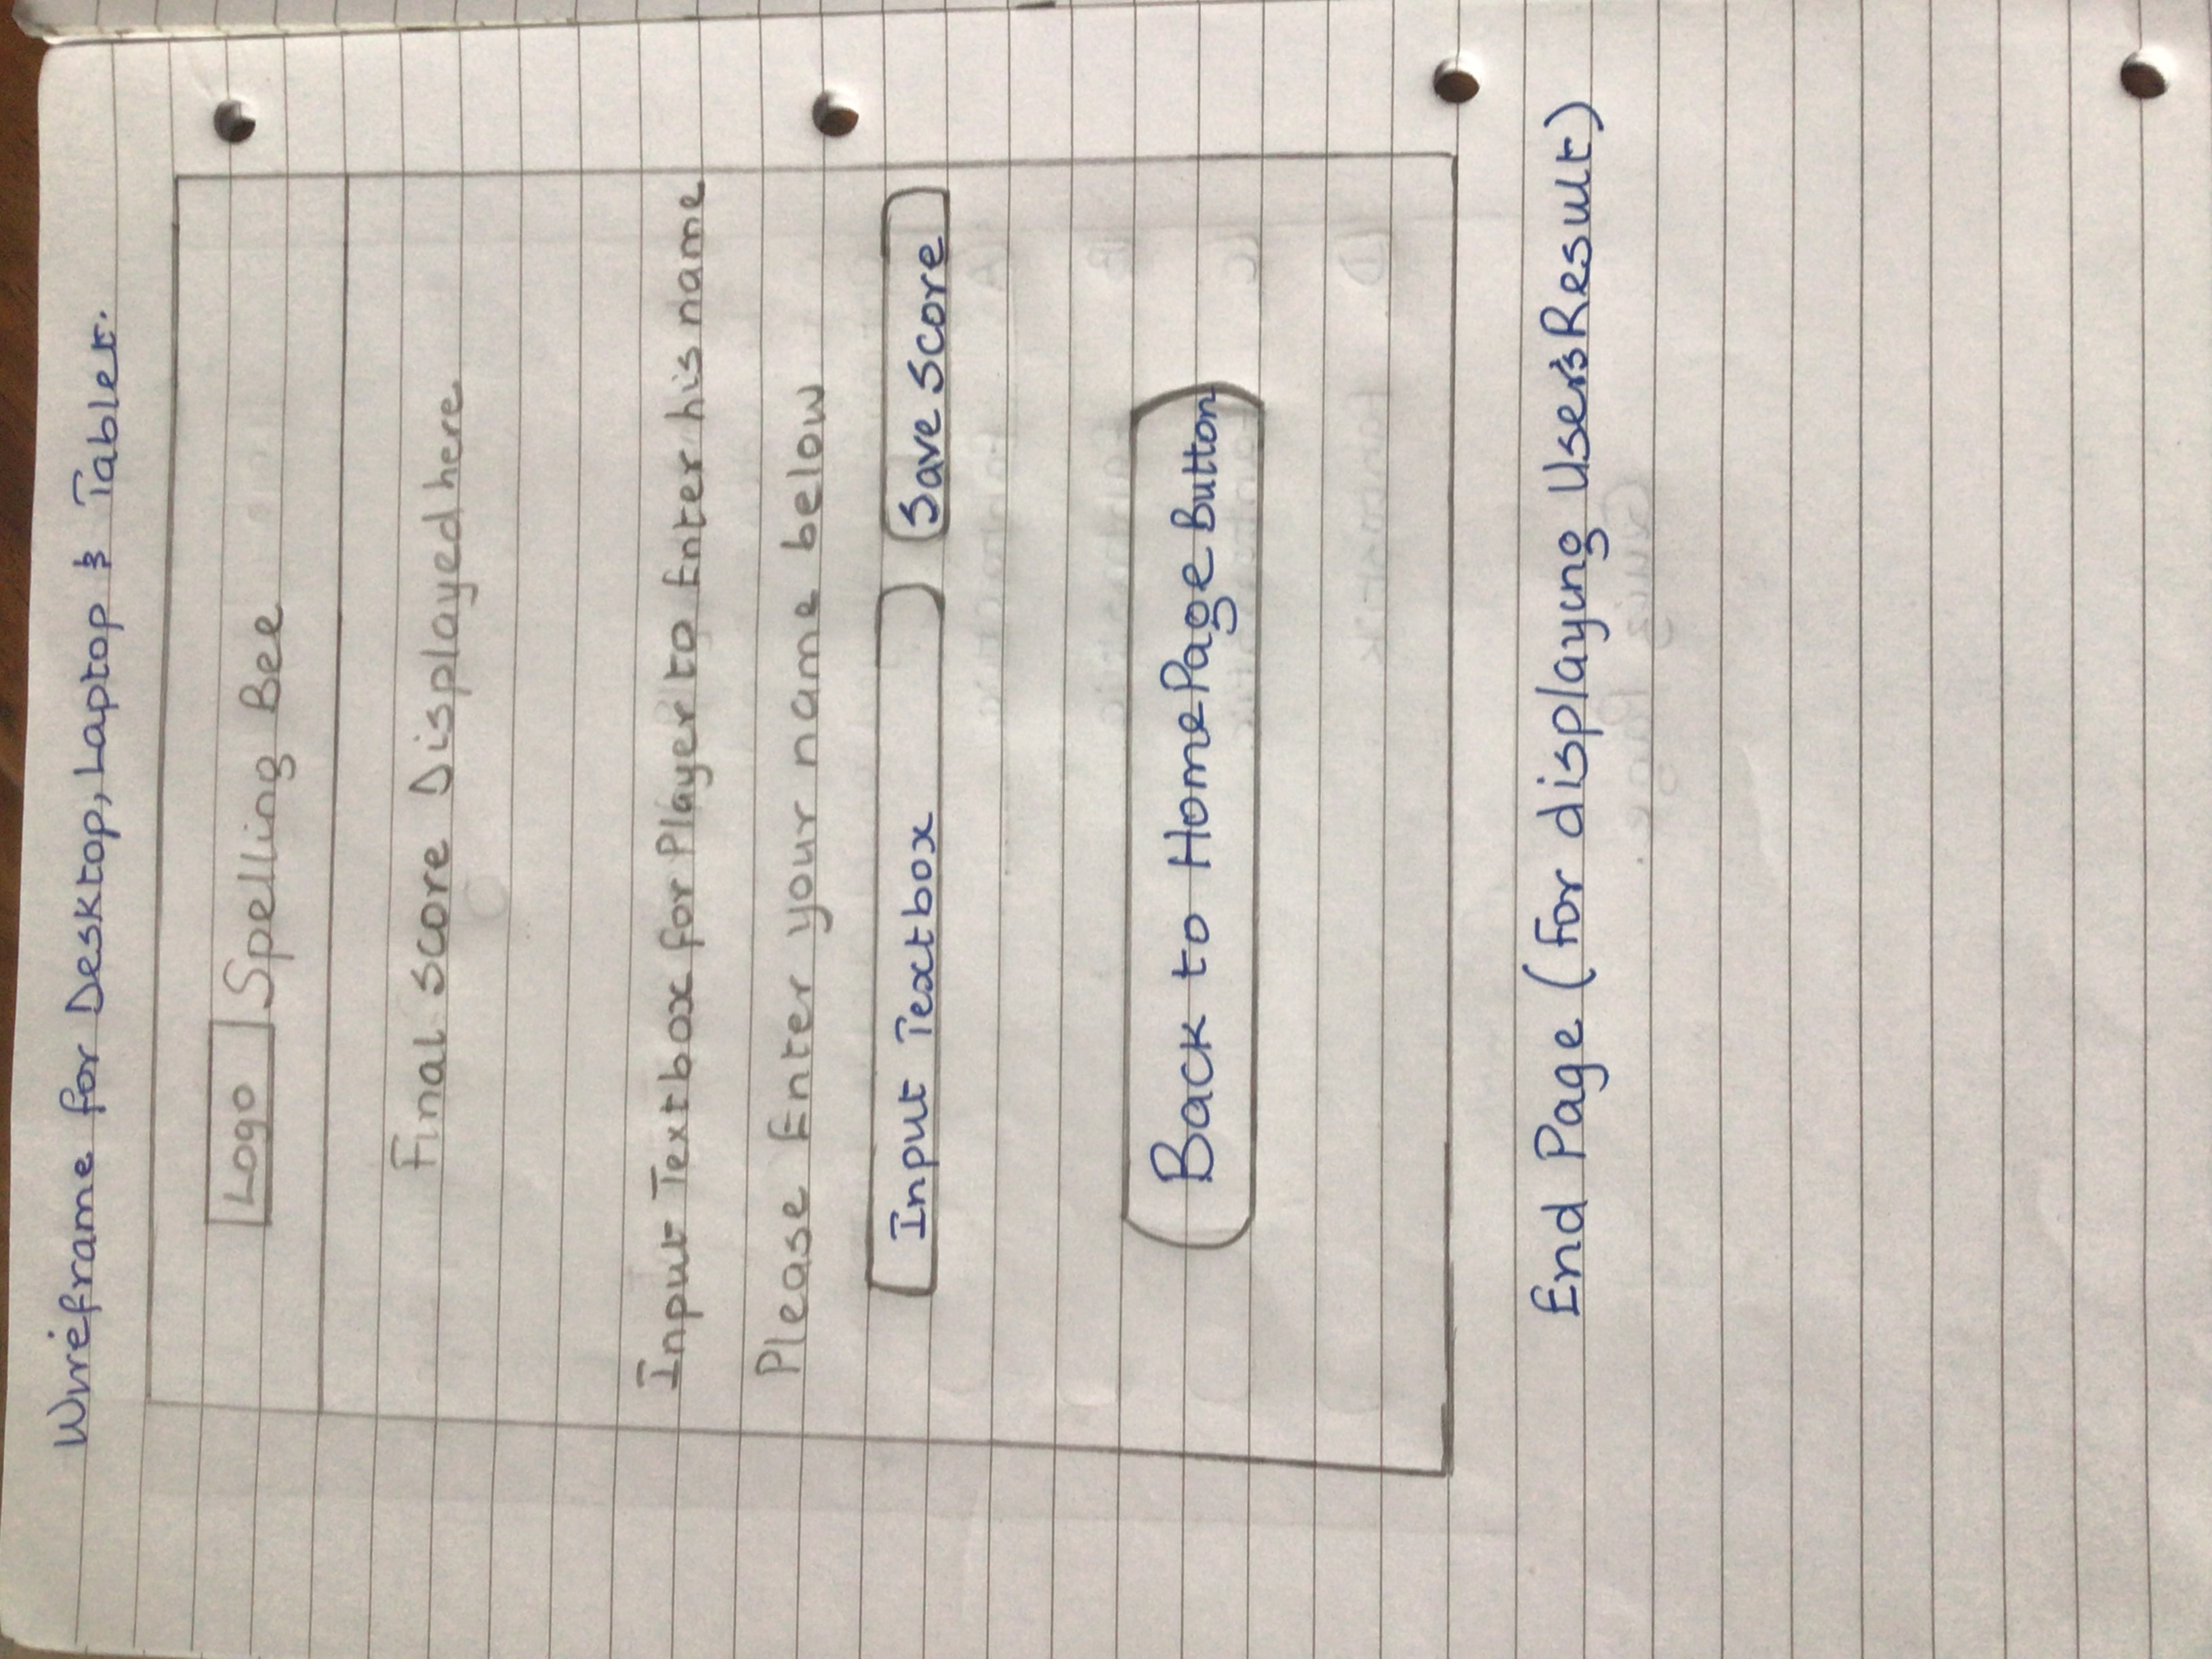 Wireframe for Desktop, Laptop & Tablet.
Logo Spelling Bee
Final Score Displayed here
Input Textbox for Player to Enter his name
Please Enter your name below
Input Textbox Save Score
Back to HomePage Button
End Page (For displaying User's Result)